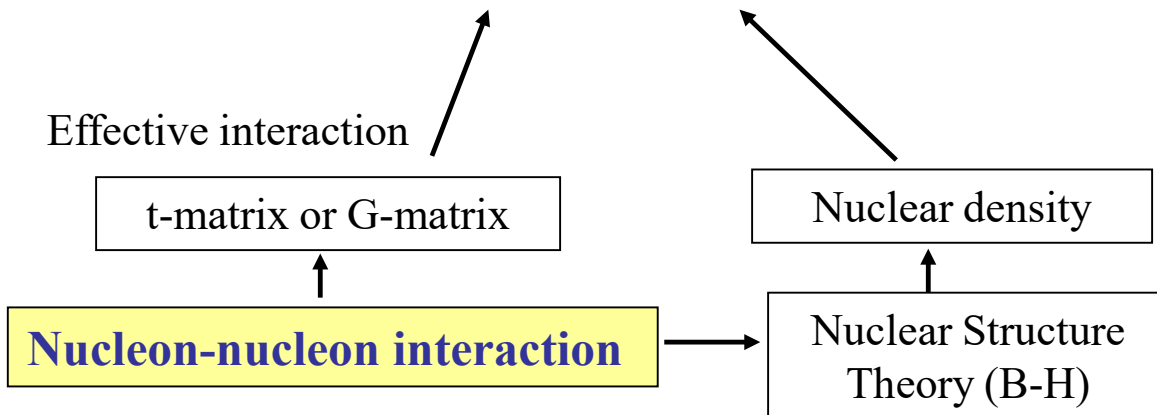 Effective interaction
t-matrix or G-matrix
Nuclear density
Nucleon-nucleon interaction
Nuclear Structure
Theory (B-H)